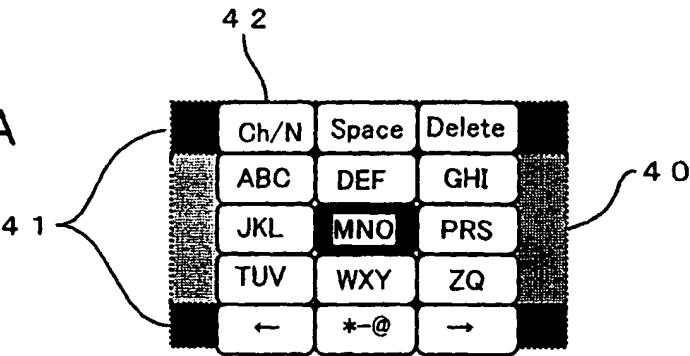 42
A
Ch/N Space Delete
ABC DEF GHI
40
41
JKL MNO PRS
TUV WXY ZQ
← *-@ →